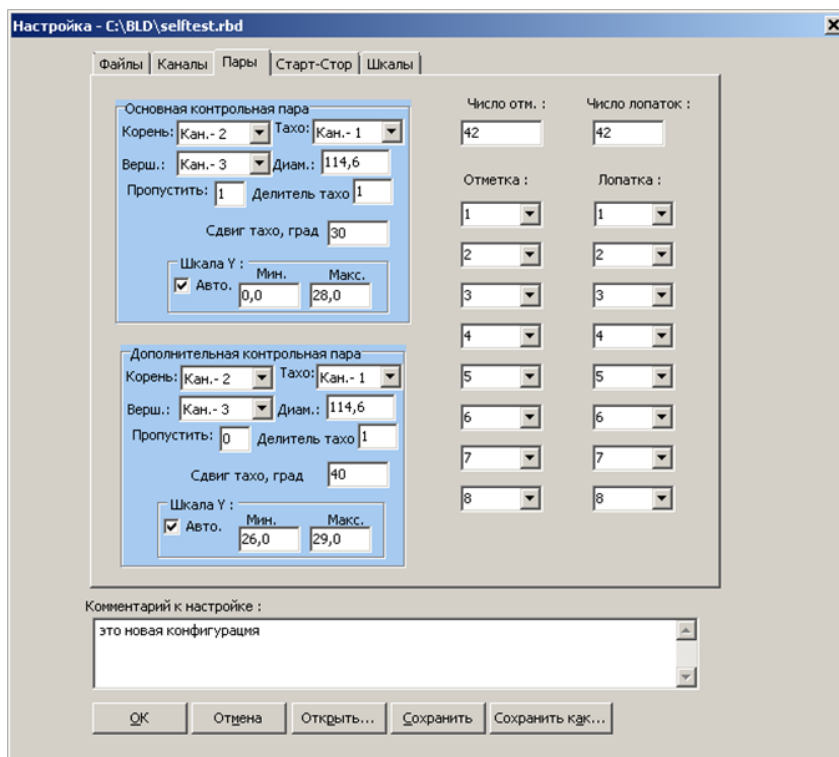 Настройка - C:\BLD\selftest.rbd
Файлы Каналы Пары Старт-Стоп Шкалы
Основная контрольная пара
Корень: Кан.- 2 Тахо: Кан.- 1
Верш.: Кан.- 3 Диам.: 114,6
Пропустить: 1 Делитель тахо 1
Сдвиг тахо, град 30
Шкала Y :
Авто. Мин. Макс.
0,0 28,0
Дополнительная контрольная пара
Корень: Кан.- 2 Тахо: Кан.- 1
Верш.: Кан.- 3 Диам.: 114,6
Пропустить: 0 Делитель тахо 1
Сдвиг тахо, град 40
Шкала Y :
Авто. Мин. Макс.
26,0 29,0
Число отм. : Число лопаток :
42 42
Отметка : Лопатка :
1 1
2 2
3 3
4 4
5 5
6 6
7 7
8 8
Комментарий к настройке :
это новая конфигурация
OK Отмена Открыть... Сохранить Сохранить как...